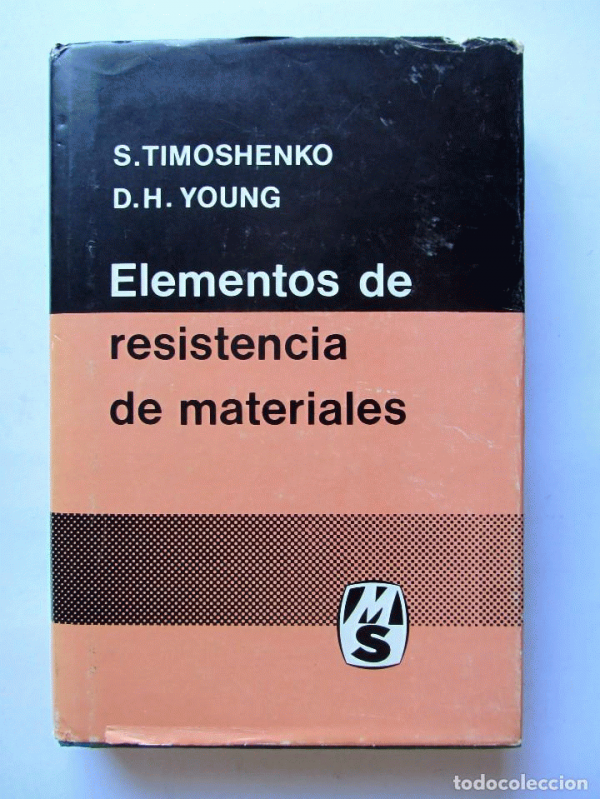 S. TIMOSHENKO
D.H. YOUNG
Elementos de
resistencia
de materiales
MS
todocoleccion